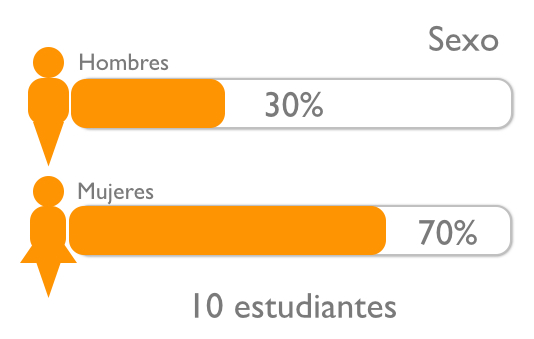 Sexo
Hombres
30%
Mujeres
70%
10 estudiantes